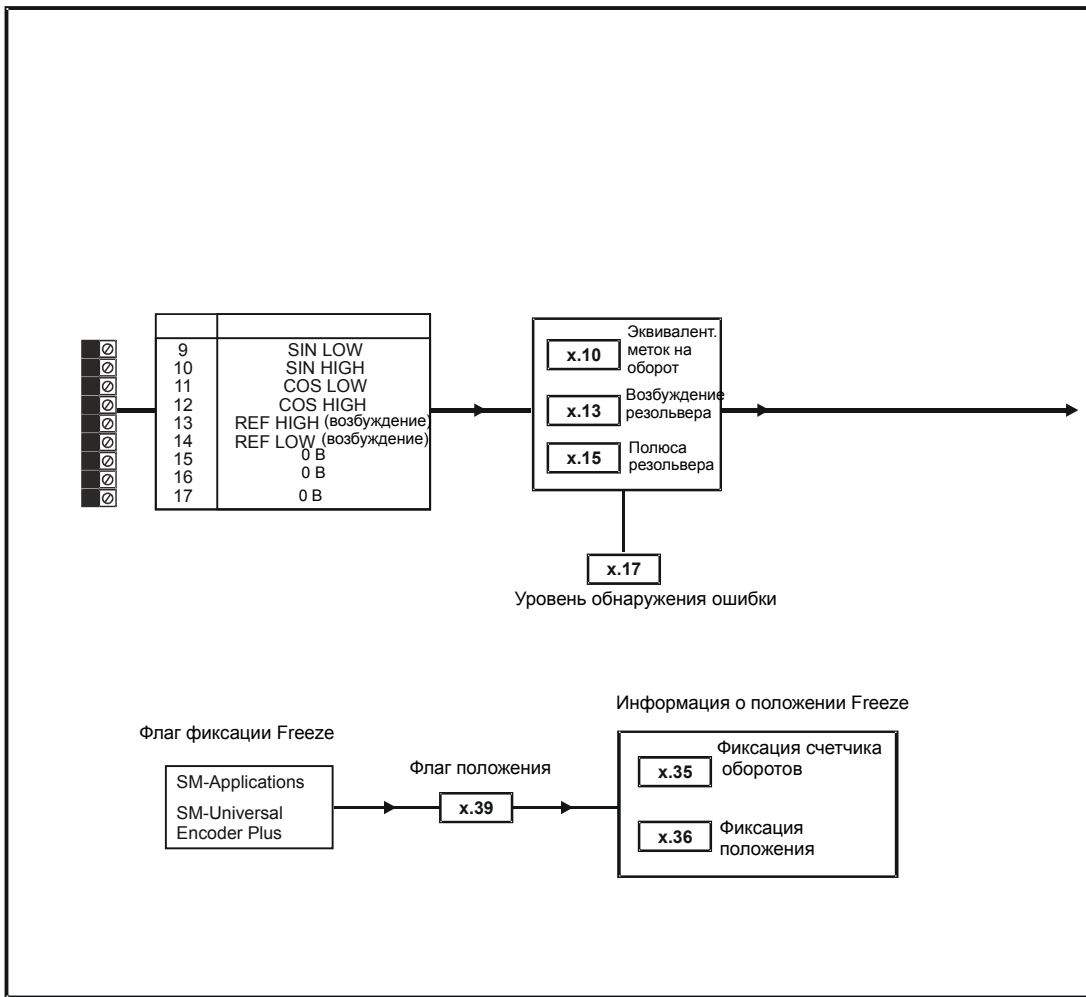 9 SIN LOW
10 SIN HIGH
11 COS LOW
12 COS HIGH
13 REF HIGH (возбуждение)
14 REF LOW (возбуждение)
15 0 В
16 0 В
17 0 В
x.10 Эквивалент.
меток на
оборот
x.13 Возбуждение
резольвера
x.15 Полюса
резольвера
x.17
Уровень обнаружения ошибки
Флаг фиксации Freeze
SM-Applications
SM-Universal
Encoder Plus
Флаг положения
x.39
Информация о положении Freeze
x.35 Фиксация счетчика
оборотов
x.36 Фиксация
положения